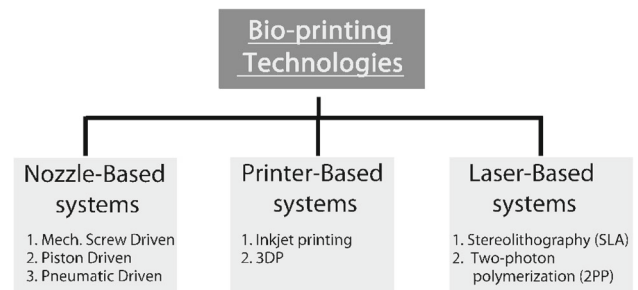 Bio-printing
Technologies
Nozzle-Based
systems
1. Mech. Screw Driven
2. Piston Driven
3. Pneumatic Driven
Printer-Based
systems
1. Inkjet printing
2. 3DP
Laser-Based
systems
1. Stereolithography (SLA)
2. Two-photon
polymerization (2PP)